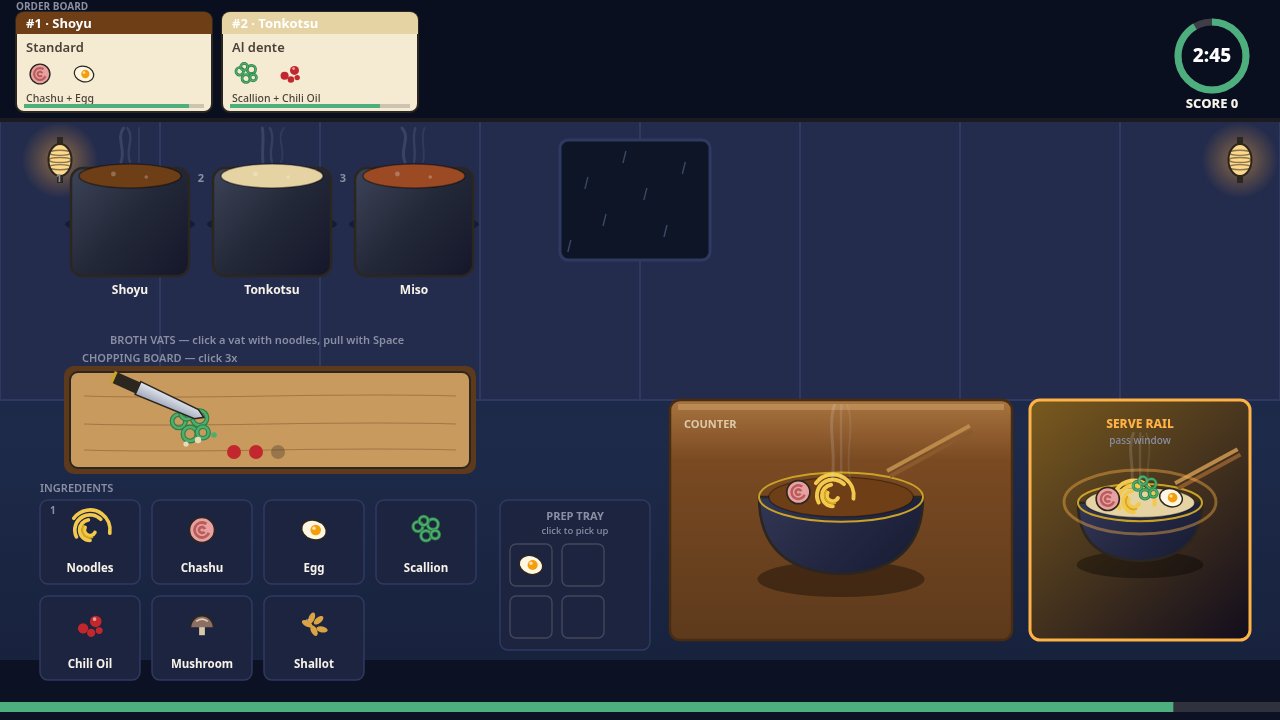 ORDER BOARD
#1 · Shoyu
Standard
Chashu + Egg
#2 · Tonkotsu
Al dente
Scallion + Chili Oil
2:45
SCORE 0
1
2
3
Shoyu
Tonkotsu
Miso
BROTH VATS — click a vat with noodles, pull with Space
CHOPPING BOARD — click 3x
COUNTER
SERVE RAIL
pass window
INGREDIENTS
1
Noodles
Chashu
Egg
Scallion
PREP TRAY
click to pick up
Chili Oil
Mushroom
Shallot